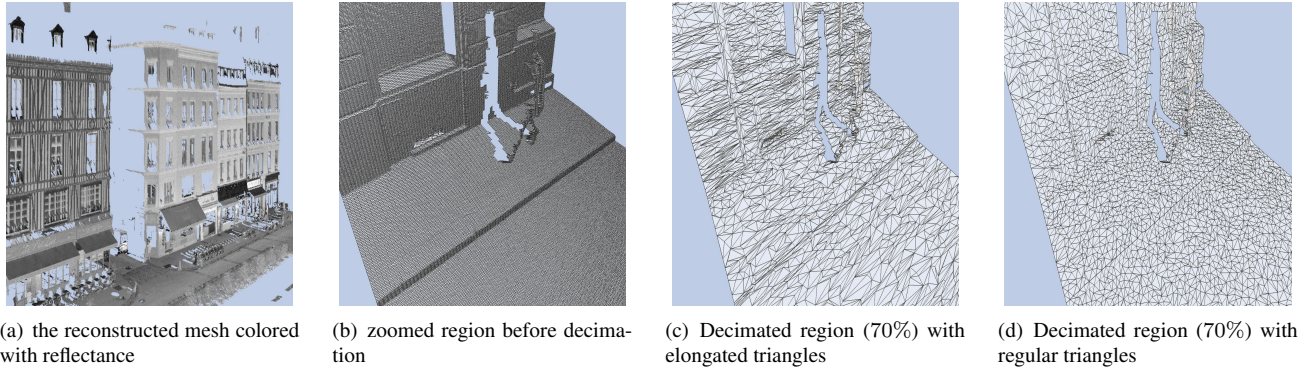 (a) the reconstructed mesh colored
with reflectance
(b) zoomed region before decima-
tion
(c) Decimated region (70%) with
elongated triangles
(d) Decimated region (70%) with
regular triangles